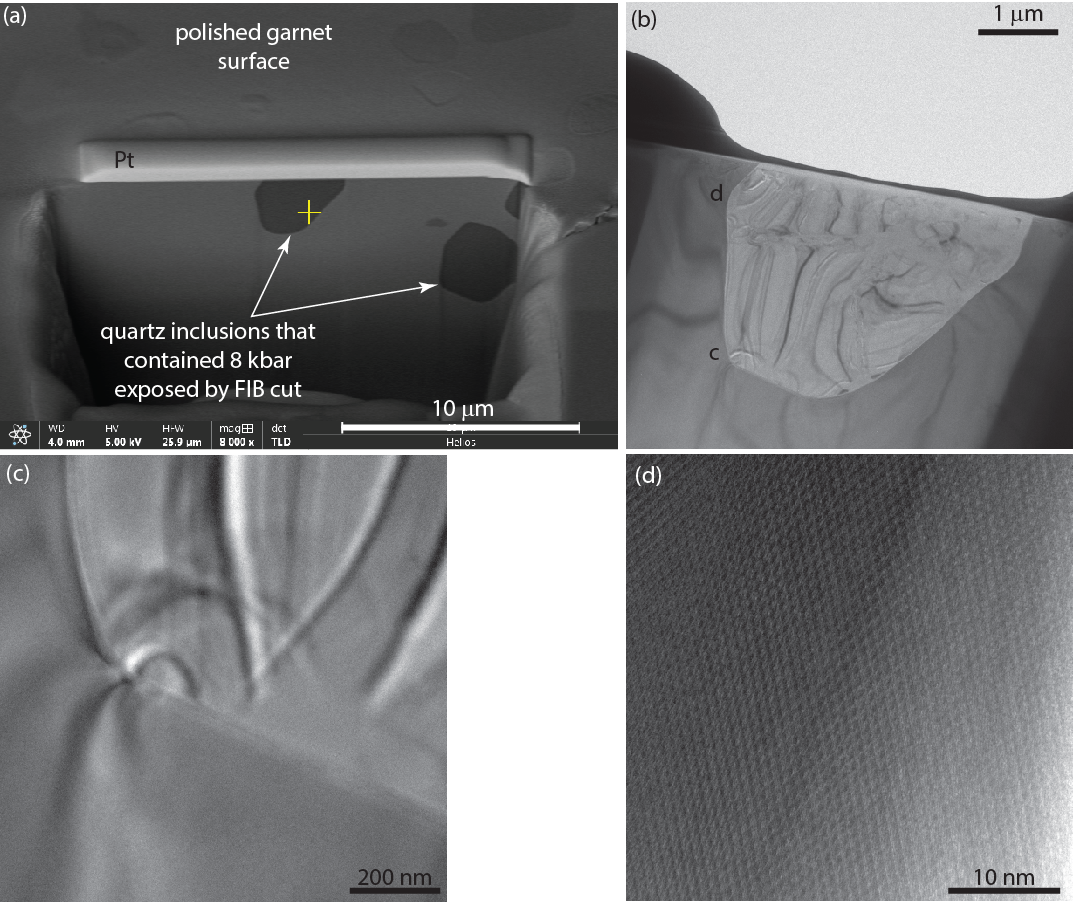 (a)
polished garnet
surface
Pt
quartz inclusions that
contained 8 kbar
exposed by FIB cut
10 μm
WD HV HFW mag det
4.0 mm 5.00 kV 25.9 μm 8 000 x TLD Helios
(b)
1 μm
d
c
(c)
200 nm
(d)
10 nm